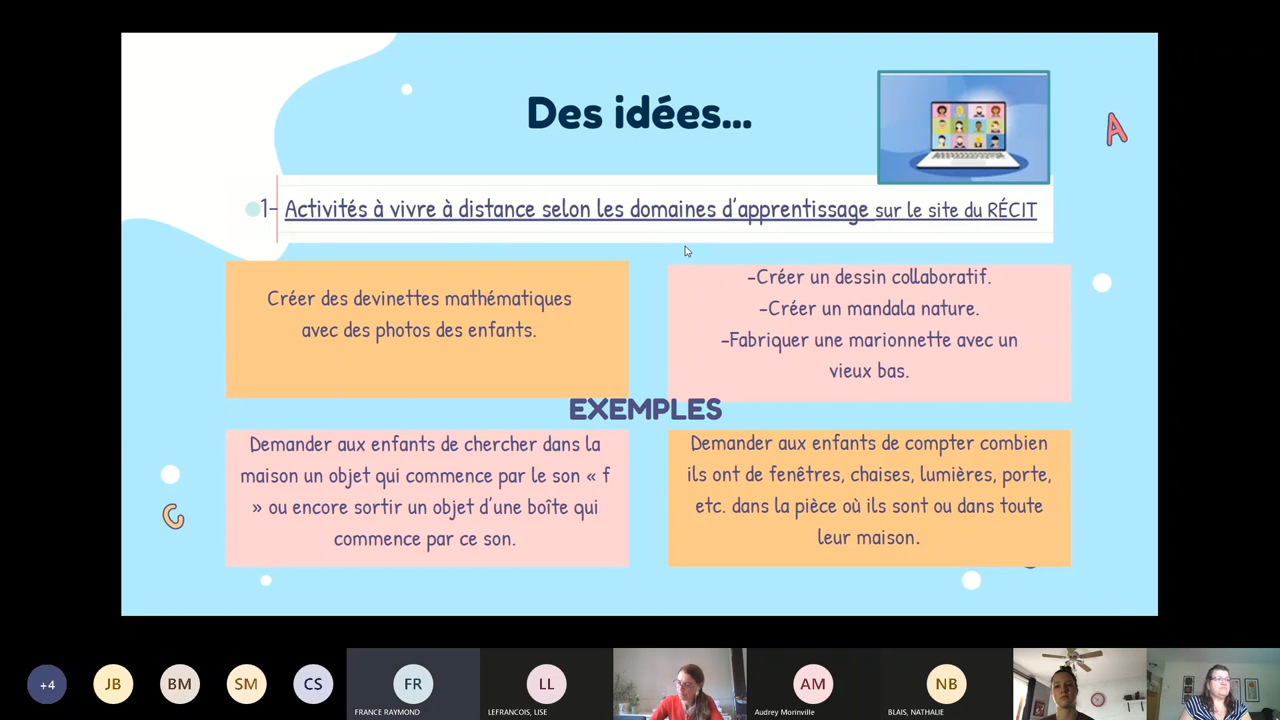 Des idées...
A
1- Activités à vivre à distance selon les domaines d'apprentissage sur le site du RÉCIT
Créer des devinettes mathématiques
avec des photos des enfants.
-Créer un dessin collaboratif.
-Créer un mandala nature.
-Fabriquer une marionnette avec un
vieux bas.
EXEMPLES
Demander aux enfants de chercher dans la
maison un objet qui commence par le son « f
» ou encore sortir un objet d'une boîte qui
commence par ce son.
Demander aux enfants de compter combien
ils ont de fenêtres, chaises, lumières, porte,
etc. dans la pièce où ils sont ou dans toute
leur maison.
C
+4
JB
BM
SM
CS
FR
FRANCE RAYMOND
LL
LEFRANCOIS, LISE
AM
Audrey Morinville
NB
BLAIS, NATHALIE